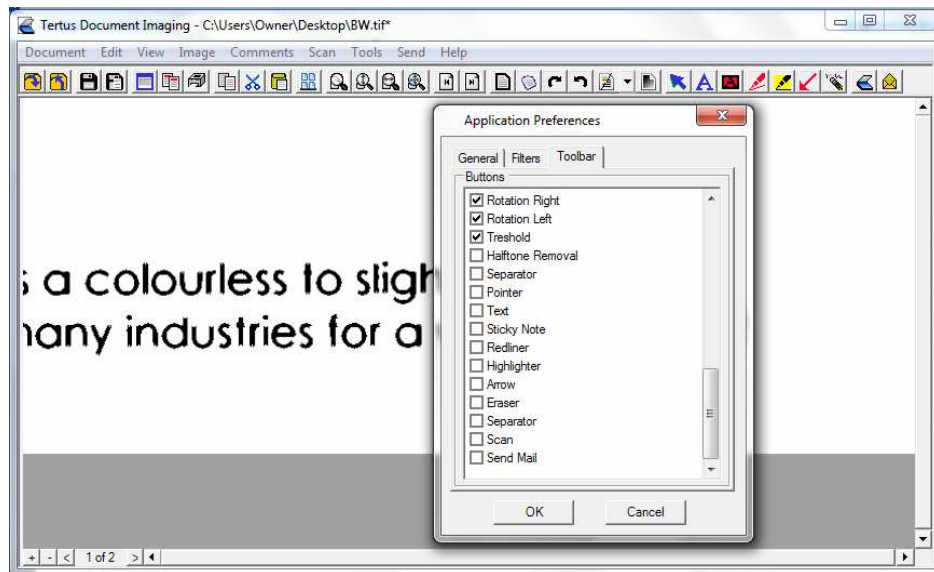 Tertus Document Imaging - C:\Users\Owner\Desktop\BW.tif*
Document Edit View Image Comments Scan Tools Send Help
Application Preferences
General Filters Toolbar
Buttons
Rotation Right
Rotation Left
Treshold
Halftone Removal
Separator
Pointer
Text
Sticky Note
Redliner
Highlighter
Arrow
Eraser
Separator
Scan
Send Mail
OK Cancel
s a colourless to sligh
nany industries for a
1 of 2